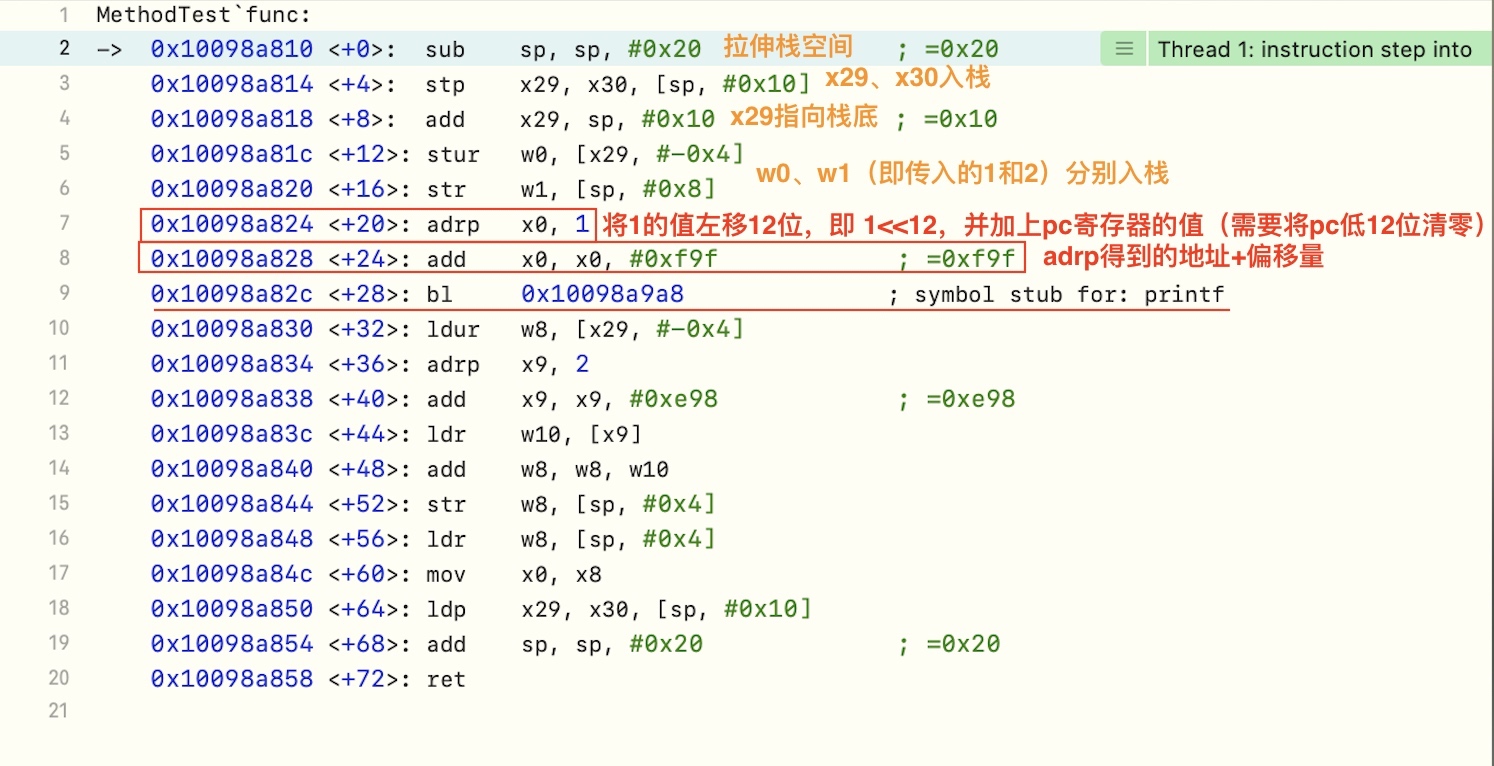 1 MethodTest`func:
2 -> 0x10098a810 <+0>: sub sp, sp, #0x20 拉伸栈空间 ; =0x20 Thread 1: instruction step into
3 0x10098a814 <+4>: stp x29, x30, [sp, #0x10] x29、x30入栈
4 0x10098a818 <+8>: add x29, sp, #0x10 x29指向栈底 ; =0x10
5 0x10098a81c <+12>: stur w0, [x29, #-0x4]
w0、w1（即传入的1和2）分别入栈
6 0x10098a820 <+16>: str w1, [sp, #0x8]
7 0x10098a824 <+20>: adrp x0, 1 将1的值左移12位，即 1<<12，并加上pc寄存器的值（需要将pc低12位清零）
8 0x10098a828 <+24>: add x0, x0, #0xf9f ; =0xf9f adrp得到的地址+偏移量
9 0x10098a82c <+28>: bl 0x10098a9a8 ; symbol stub for: printf
10 0x10098a830 <+32>: ldur w8, [x29, #-0x4]
11 0x10098a834 <+36>: adrp x9, 2
12 0x10098a838 <+40>: add x9, x9, #0xe98 ; =0xe98
13 0x10098a83c <+44>: ldr w10, [x9]
14 0x10098a840 <+48>: add w8, w8, w10
15 0x10098a844 <+52>: str w8, [sp, #0x4]
16 0x10098a848 <+56>: ldr w8, [sp, #0x4]
17 0x10098a84c <+60>: mov x0, x8
18 0x10098a850 <+64>: ldp x29, x30, [sp, #0x10]
19 0x10098a854 <+68>: add sp, sp, #0x20 ; =0x20
20 0x10098a858 <+72>: ret
21